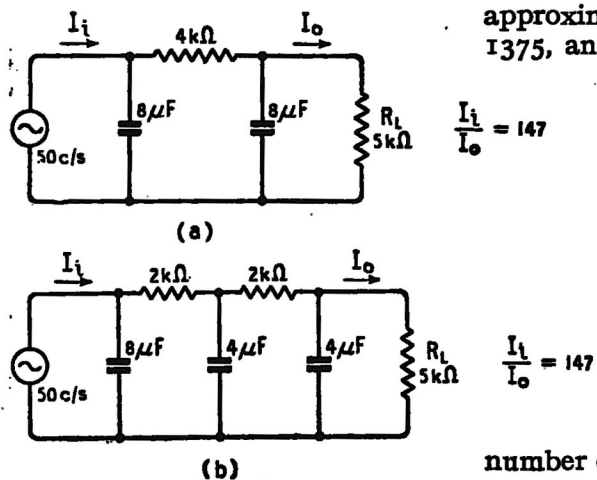 approxin
1375, an
Ii
4kΩ
Io
8μF
8μF
RL
5kΩ
50c/s
Ii/Io = 147
(a)
Ii
2kΩ
2kΩ
Io
8μF
4μF
4μF
RL
5kΩ
50c/s
Ii/Io = 147
(b)
number